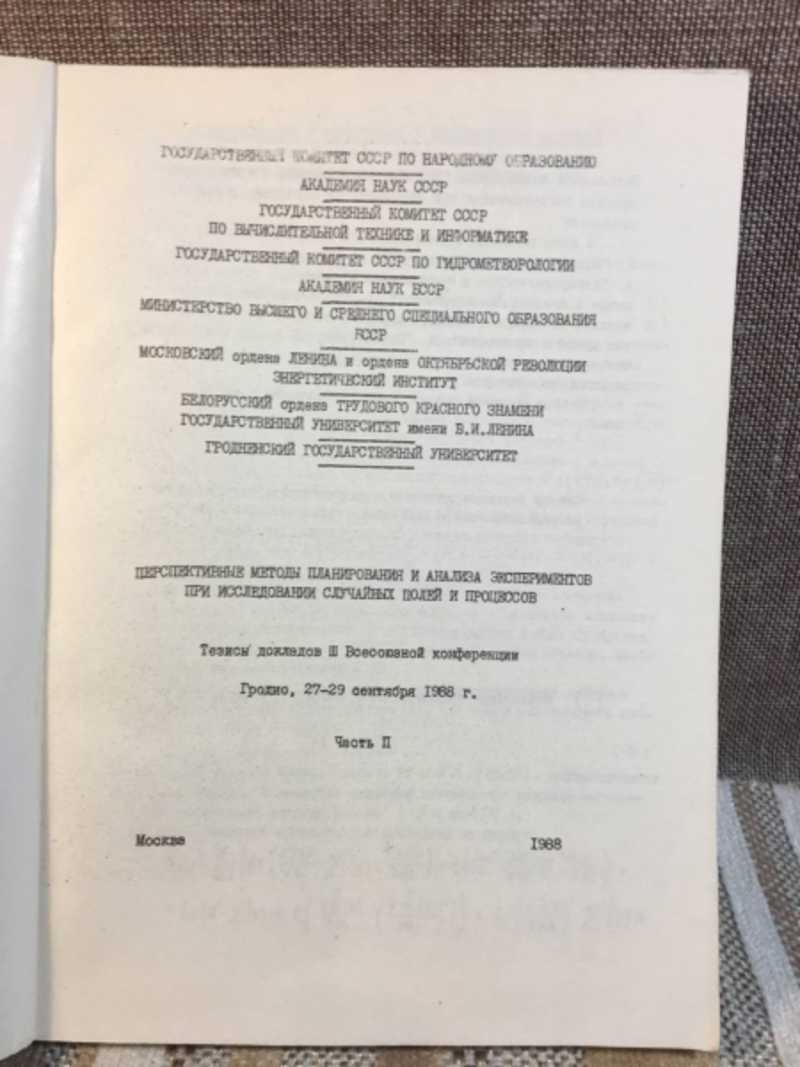 ГОСУДАРСТВЕННЫЙ КОМИТЕТ СССР ПО НАРОДНОМУ ОБРАЗОВАНИЮ
АКАДЕМИЯ НАУК СССР
ГОСУДАРСТВЕННЫЙ КОМИТЕТ СССР
ПО ВЫЧИСЛИТЕЛЬНОЙ ТЕХНИКЕ И ИНФОРМАТИКЕ
ГОСУДАРСТВЕННЫЙ КОМИТЕТ СССР ПО ГИДРОМЕТЕОРОЛОГИИ
АКАДЕМИЯ НАУК БССР
МИНИСТЕРСТВО ВЫСШЕГО И СРЕДНЕГО СПЕЦИАЛЬНОГО ОБРАЗОВАНИЯ
БССР
МОСКОВСКИЙ ордена ЛЕНИНА и ордена ОКТЯБРЬСКОЙ РЕВОЛЮЦИИ
ЭНЕРГЕТИЧЕСКИЙ ИНСТИТУТ
БЕЛОРУССКИЙ ордена ТРУДОВОГО КРАСНОГО ЗНАМЕНИ
ГОСУДАРСТВЕННЫЙ УНИВЕРСИТЕТ имени В.И.ЛЕНИНА
ГРОДНЕНСКИЙ ГОСУДАРСТВЕННЫЙ УНИВЕРСИТЕТ
ПЕРСПЕКТИВНЫЕ МЕТОДЫ ПЛАНИРОВАНИЯ И АНАЛИЗА ЭКСПЕРИМЕНТОВ
ПРИ ИССЛЕДОВАНИИ СЛУЧАЙНЫХ ПОЛЕЙ И ПРОЦЕССОВ
Тезисы докладов III Всесоюзной конференции
Гродно, 27-29 сентября 1988 г.
Часть II
Москва 1988